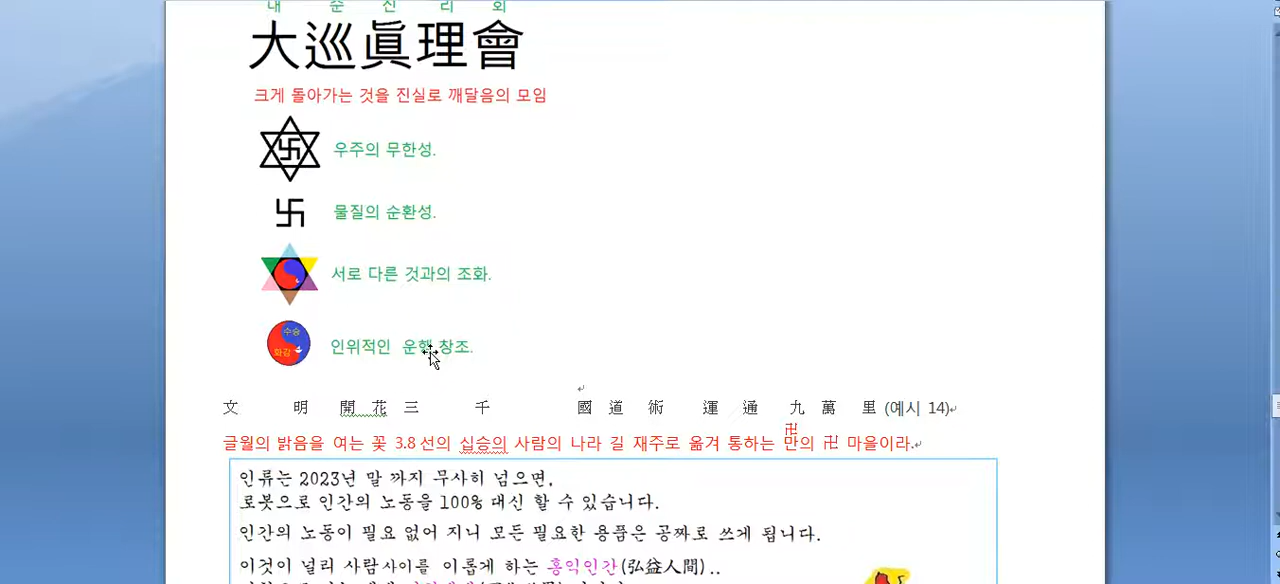 대 순 진 리 회
大巡眞理會
크게 돌아가는 것을 진실로 깨달음의 모임
卐 우주의 무한성.
卐 물질의 순환성.
서로 다른 것과의 조화.
수승
화강 인위적인 운행 창조.
文 明 開 花 三 千 國 道 術 運 通 九 萬 里 (예시 14)
卍
글월의 밝음을 여는 꽃 3.8선의 십승의 사람의 나라 길 재주로 옮겨 통하는 만의 卍 마을이라.
인류는 2023년 말 까지 무사히 넘으면,
로봇으로 인간의 노동을 100% 대신 할 수 있습니다.
인간의 노동이 필요 없어 지니 모든 필요한 용품은 공짜로 쓰게 됩니다.
이것이 널리 사람사이를 이롭게 하는 홍익인간(弘益人間)..